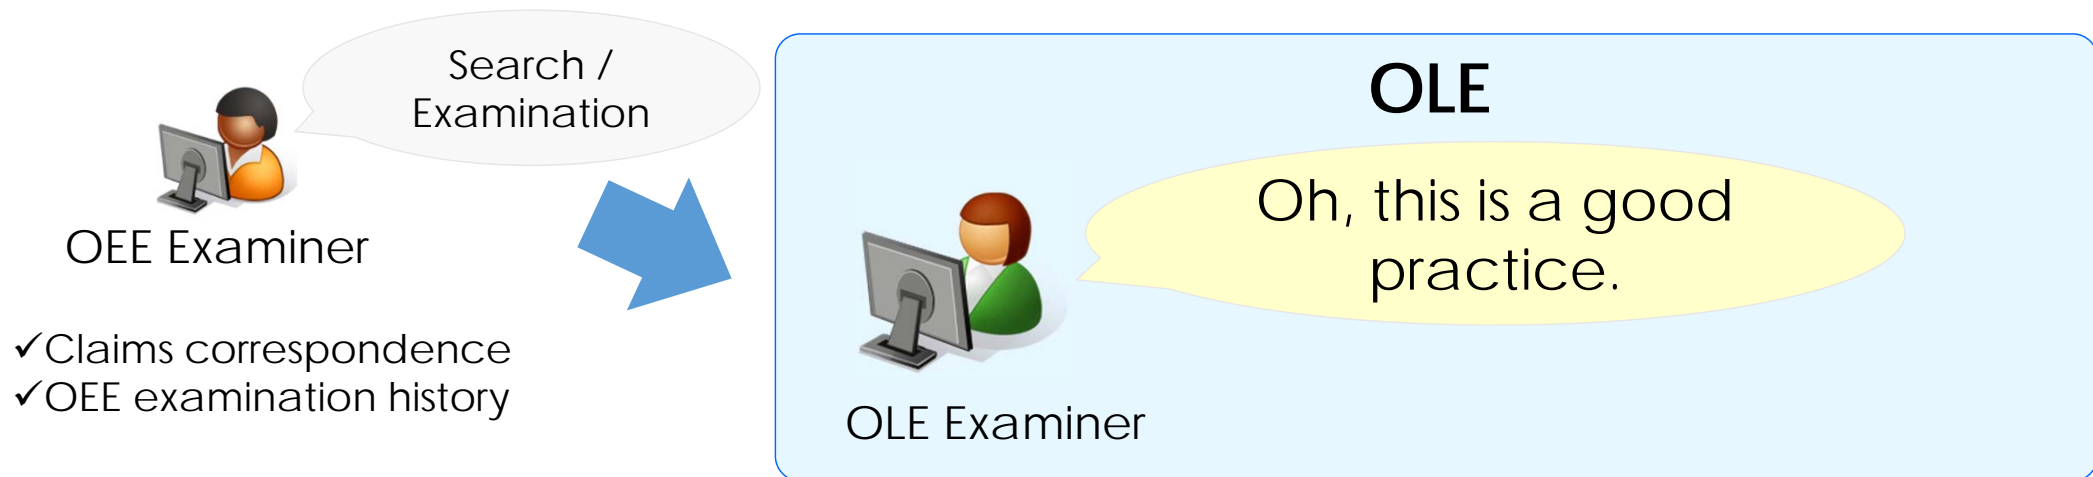 Search /
Examination
OEE Examiner
✓Claims correspondence
✓OEE examination history
OLE
Oh, this is a good
practice.
OLE Examiner